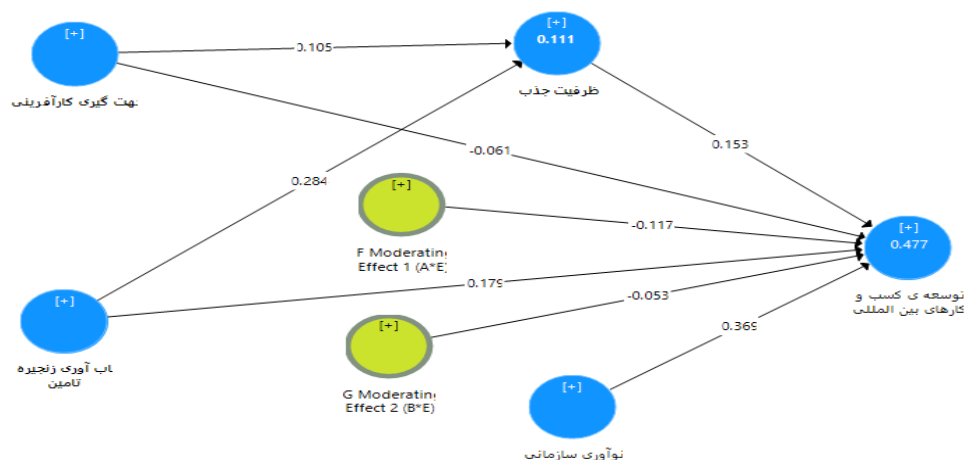 [+]
[+]
0.111
0.105
جهت گیری کارآفرینی
ظرفیت جذب
-0.061
0.153
0.284
[+]
-0.117
[+]
0.477
F Moderating
Effect 1 (A*E)
0.179
[+]
-0.053
توسعه ی کسب و
کارهای بین المللی
[+]
0.369
تاب آوری زنجیره
تامین
G Moderating
Effect 2 (B*E)
[+]
نوآوری سازمانی